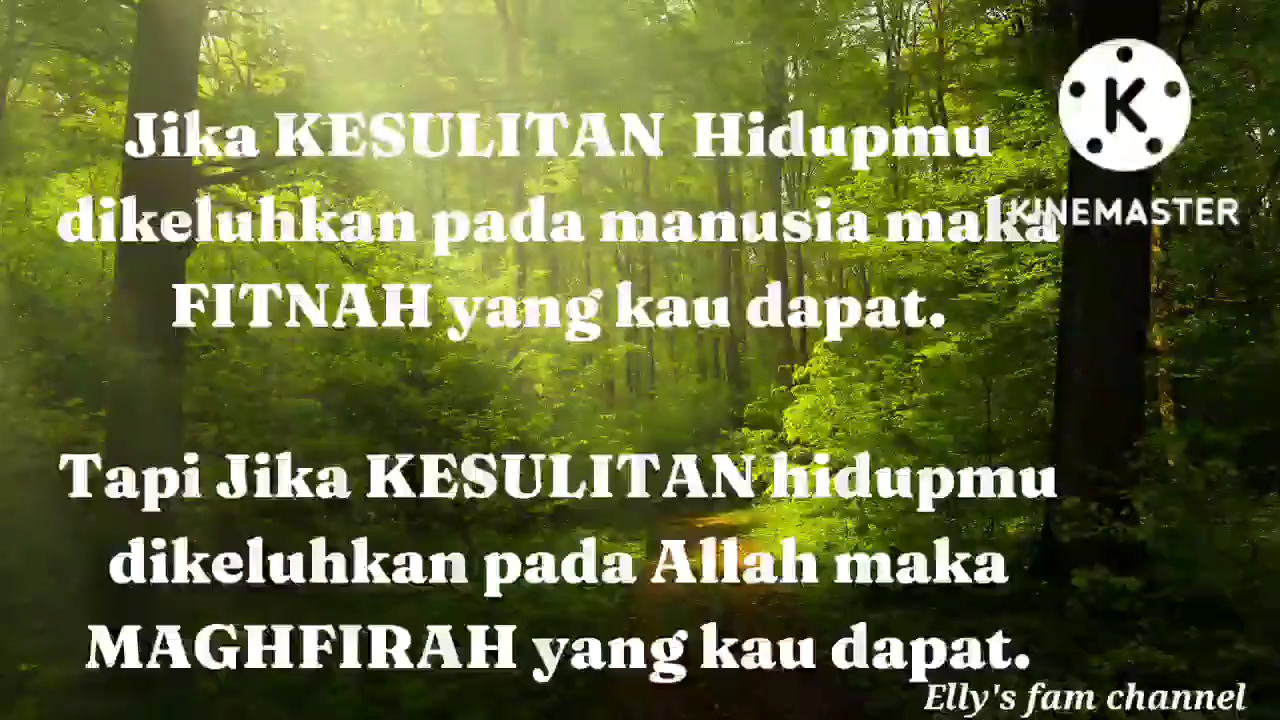 Jika KESULITAN Hidupmu
dikeluhkan pada manusia maka
FITNAH yang kau dapat.
Tapi Jika KESULITAN hidupmu
dikeluhkan pada Allah maka
MAGHFIRAH yang kau dapat.
K
KINEMASTER
Elly's fam channel